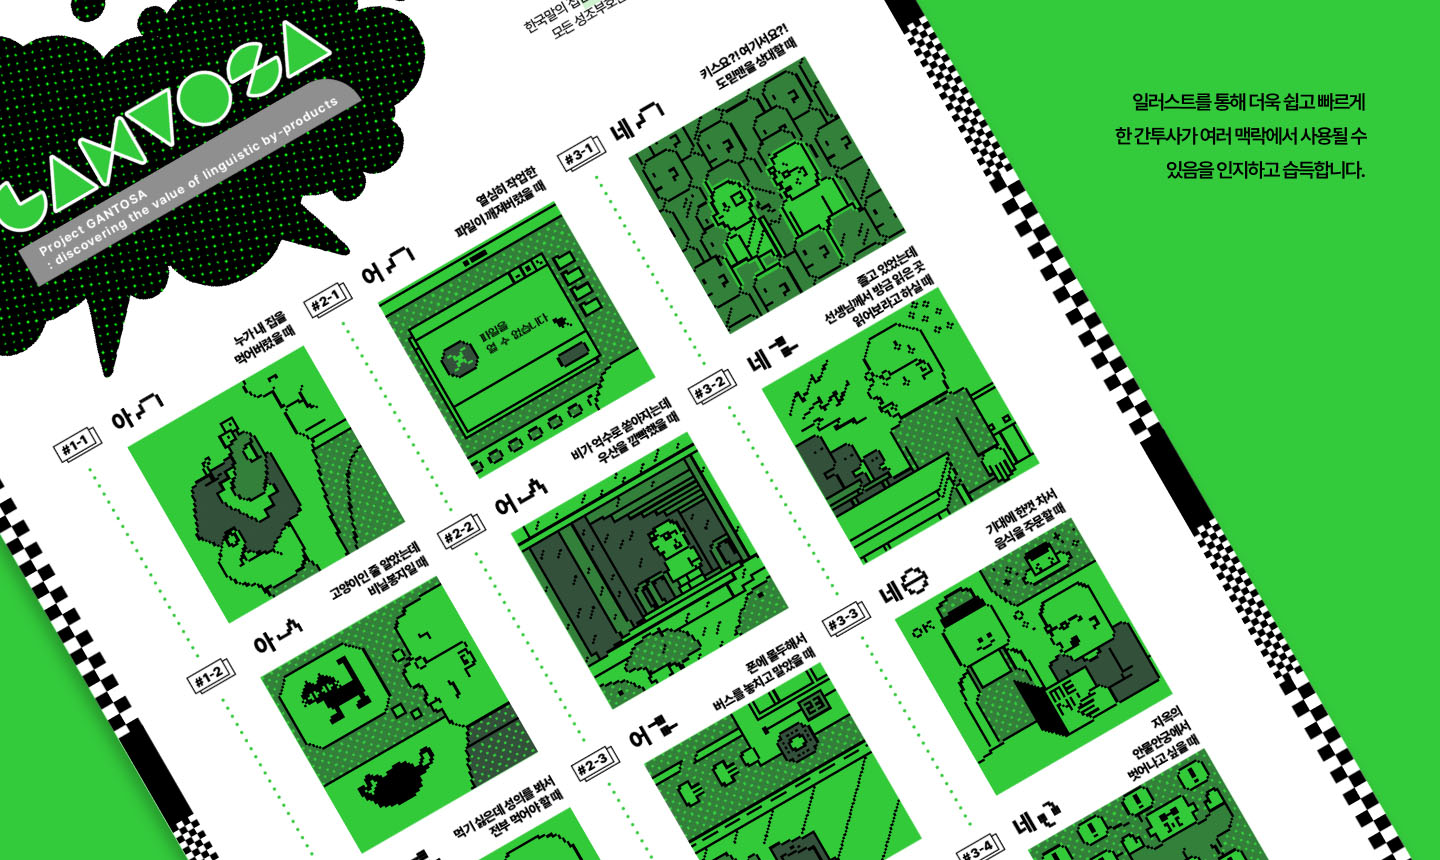 한국말의
모든 성조부호
GANTOSA
Project GANTOSA
: discovering the value of linguistic by-products
일러스트를 통해 더욱 쉽고 빠르게
한 간투사가 여러 맥락에서 사용될 수
있음을 인지하고 습득합니다.
#1-1
아
누가 내 집을
먹어버렸을 때
#1-2
아
고양이인 줄 알았는데
비닐봉지일 때
먹기 싫은데 성의를 봐서
전부 먹어야 할 때
#2-1
어
열심히 작업한
파일이 깨져버렸을 때
파일을
열 수 없습니다
#2-2
어
비가 억수로 쏟아지는데
우산을 깜빡했을 때
#2-3
어
폰에 몰두해서
버스를 놓치고 말았을 때
23
#3-1
네
키스요?! 여기서요?!
도밑맨을 상대할 때
#3-2
네
졸고 있었는데
선생님께서 방금 읽은 곳
읽어보라고 하실 때
#3-3
네
기대에 한껏 차서
음식을 주문할 때
OK
ME
NU
#3-4
네
지옥의
안물안궁에서
벗어나고 싶을 때